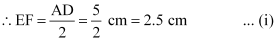 ∴ EF = AD/2 = 5/2 cm = 2.5 cm ... (i)